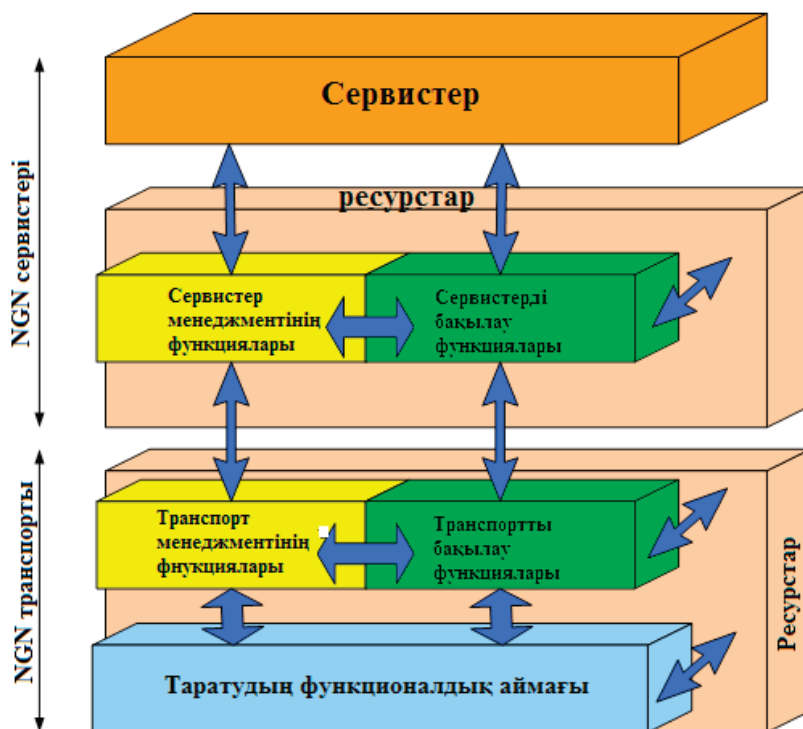 Сервистер
ресурстар
NGN сервистері
Сервистер
менеджментінің
функциялары
Сервистерді
бақылау
функциялары
NGN транспорты
Транспорт
менеджментінің
фнукциялары
Транспортты
бақылау
функциялары
Ресурстар
Таратудың функционалдық аймағы